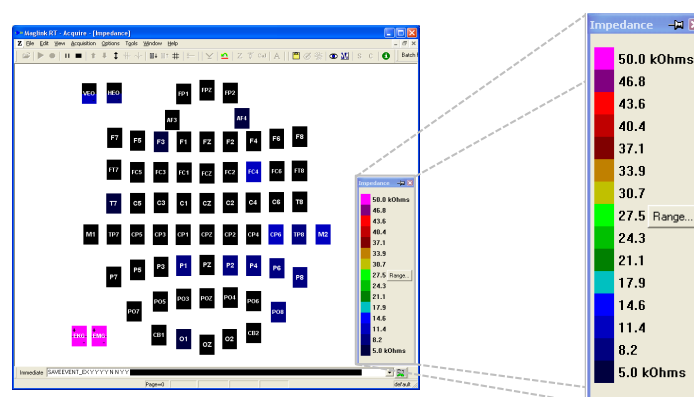 Maglink RT - Acquire - [Impedance]
File Edit View Acquisition Options Tools Window Help
Batch
VEO HEO FP1 FPZ FP2
AF3 AF4
F7 F5 F3 F1 FZ F2 F4 F6 F8
FT7 FC5 FC3 FC1 FCZ FC2 FC4 FC6 FT8
T7 C5 C3 C1 CZ C2 C4 C6 T8
M1 TP7 CP5 CP3 CP1 CPZ CP2 CP4 CP6 TP8 M2
P7 P5 P3 P1 PZ P2 P4 P6 P8
PO7 PO5 PO3 POZ PO4 PO6 PO8
EKG EMG CB1 O1 OZ O2 CB2
Impedance
50.0 kOhms
46.8
43.6
40.4
37.1
33.9
30.7
27.5 Range...
24.3
21.1
17.9
14.6
11.4
8.2
5.0 kOhms
Immediate
Page=0 default
Impedance
50.0 kOhms
46.8
43.6
40.4
37.1
33.9
30.7
27.5 Range...
24.3
21.1
17.9
14.6
11.4
8.2
5.0 kOhms